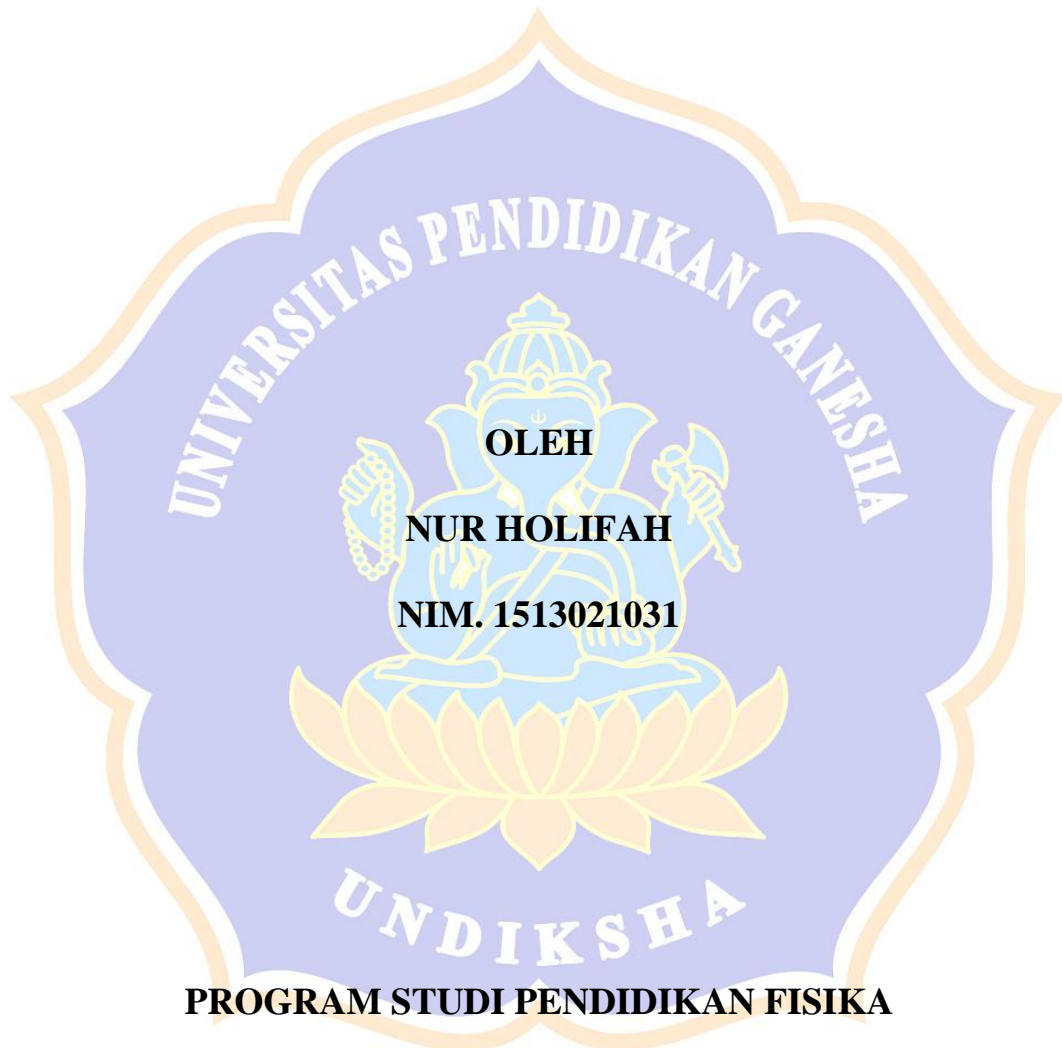 UNIVERSITAS PENDIDIKAN GANESHA
OLEH
NUR HOLIFAH
NIM. 1513021031
UNDIKSHA
PROGRAM STUDI PENDIDIKAN FISIKA